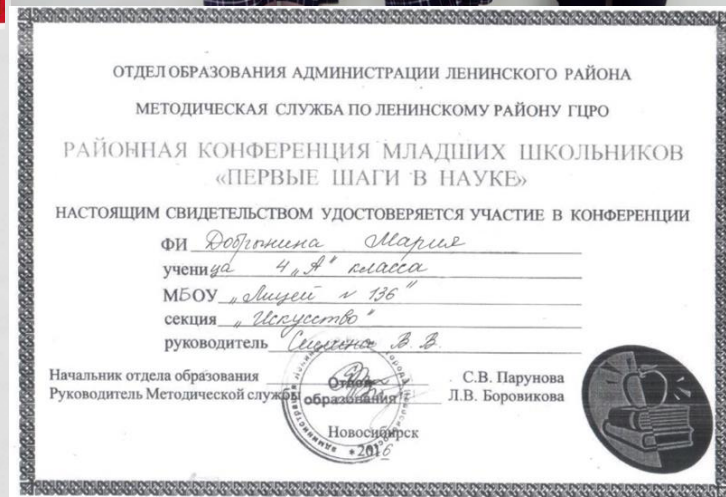 ОТДЕЛ ОБРАЗОВАНИЯ АДМИНИСТРАЦИИ ЛЕНИНСКОГО РАЙОНА
МЕТОДИЧЕСКАЯ СЛУЖБА ПО ЛЕНИНСКОМУ РАЙОНУ ГЦРО
РАЙОННАЯ КОНФЕРЕНЦИЯ МЛАДШИХ ШКОЛЬНИКОВ
«ПЕРВЫЕ ШАГИ В НАУКЕ»
НАСТОЯЩИМ СВИДЕТЕЛЬСТВОМ УДОСТОВЕРЯЕТСЯ УЧАСТИЕ В КОНФЕРЕНЦИИ
ФИ Добрынина Мария
ученица 4 „А" класса
МБОУ „Лицей № 136"
секция „Искусство"
руководитель В. В.
Начальник отдела образования С.В. Парунова
Руководитель Методической службы Л.В. Боровикова
Отдел
образования
Новосибирск
2016